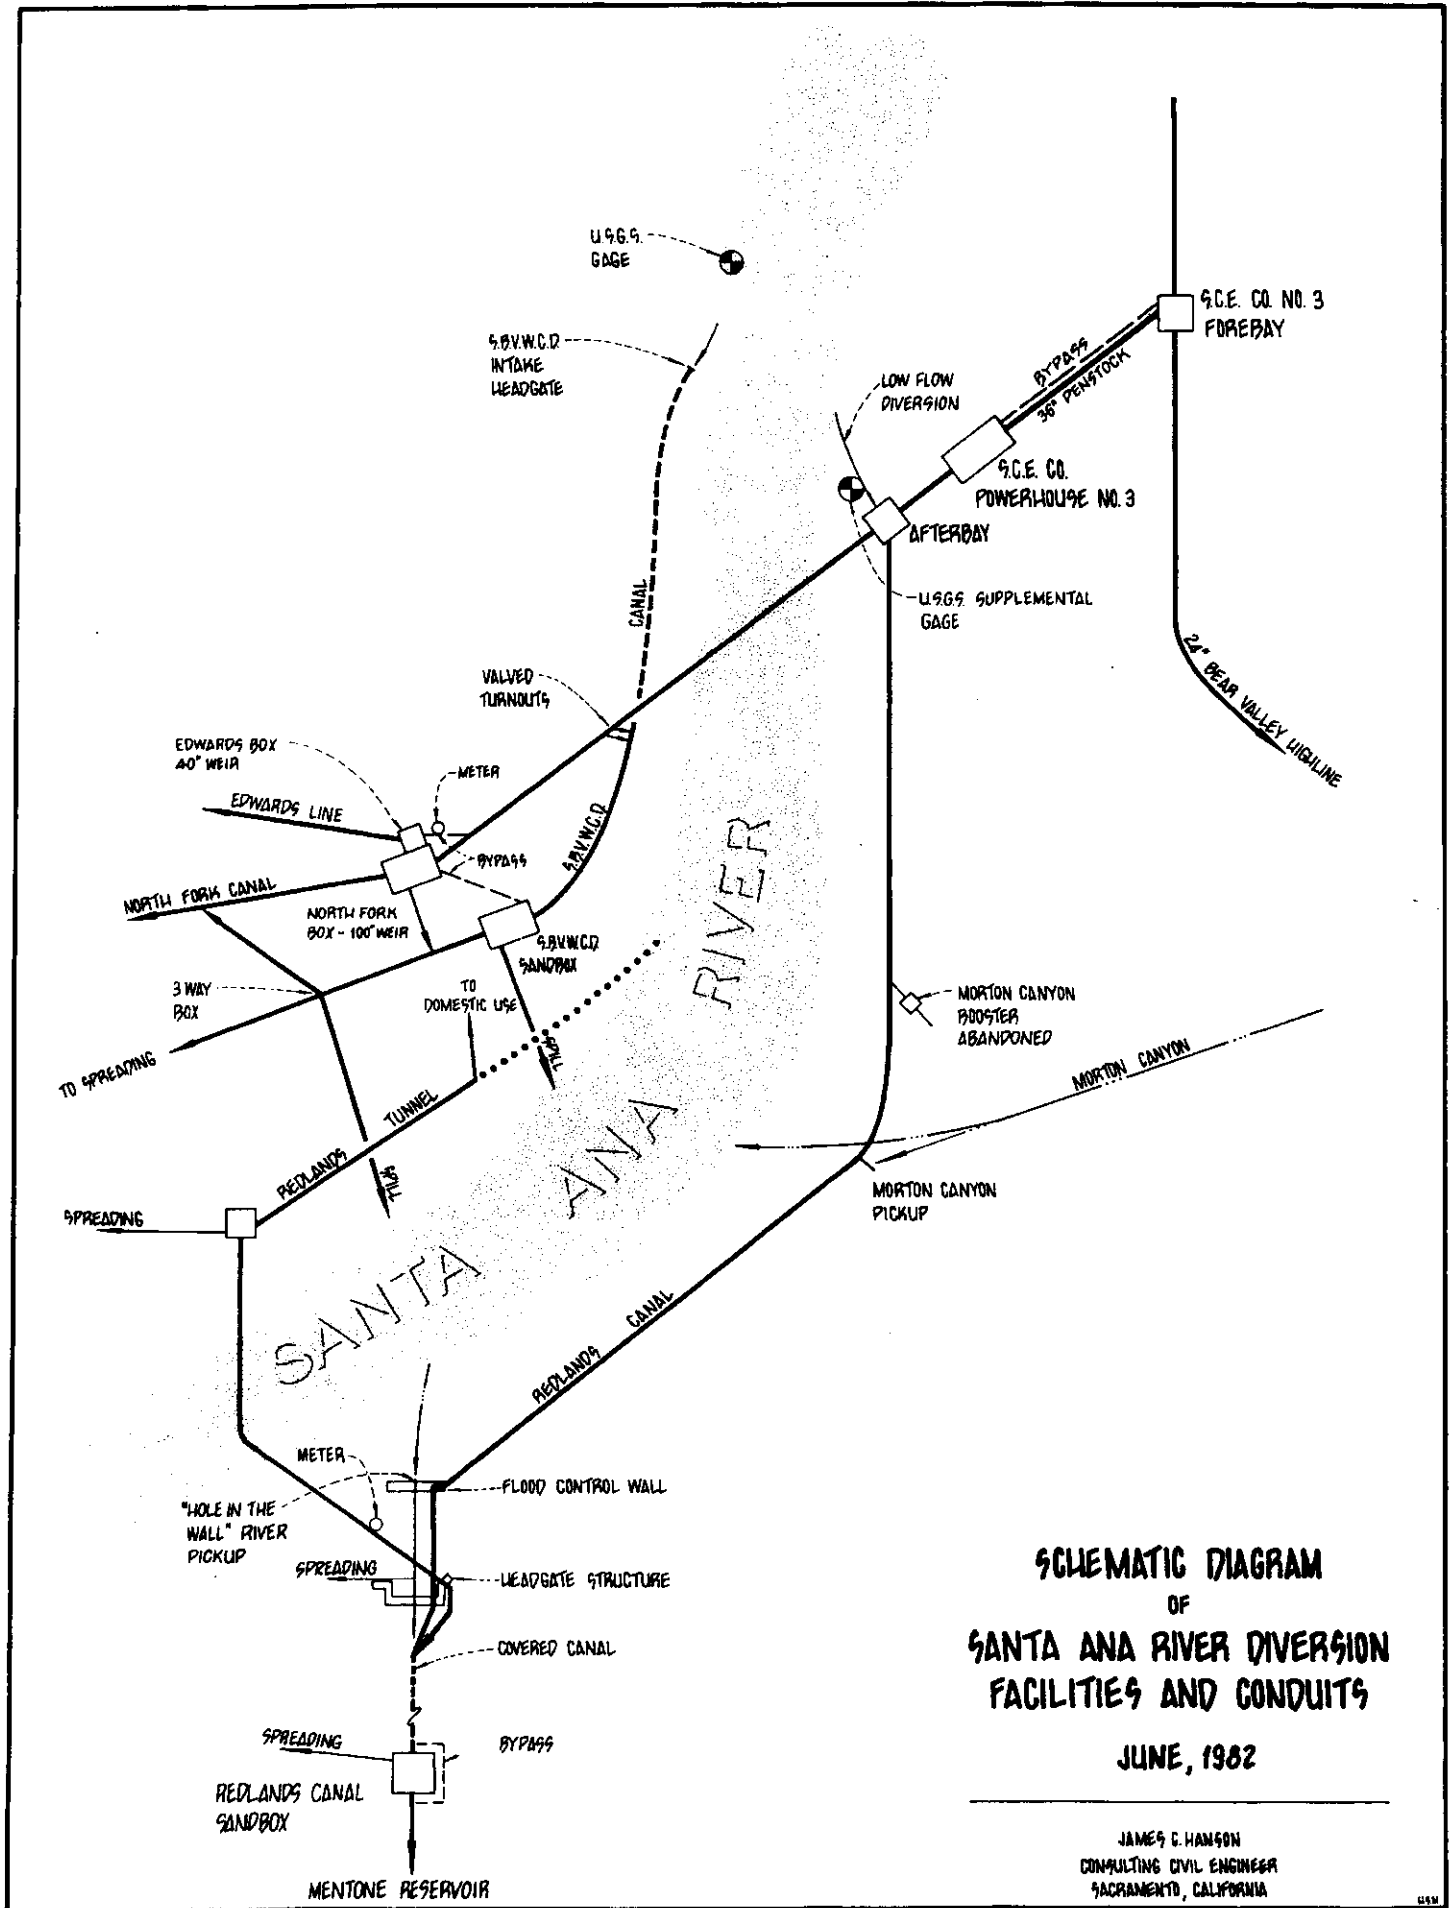 U.S.G.S.
GAGE
S.B.V.W.C.D.
INTAKE
HEADGATE
S.C.E. CO. NO. 3
FOREBAY
BYPASS
36" PENSTOCK
LOW FLOW
DIVERSION
S.C.E. CO.
POWERHOUSE NO. 3
AFTERBAY
U.S.G.S. SUPPLEMENTAL
GAGE
CANAL
24" BEAR VALLEY HIGHLINE
VALVED
TURNOUTS
EDWARDS BOX
40" WEIR
METER
EDWARDS LINE
S.B.V.W.C.D.
BYPASS
NORTH FORK CANAL
NORTH FORK
BOX - 100" WEIR
S.B.V.W.C.D.
SANDBOX
3 WAY
BOX
TO
DOMESTIC USE
SPILL
TO SPREADING
MORTON CANYON
BOOSTER
ABANDONED
MORTON CANYON
REDLANDS TUNNEL
SPILL
SPREADING
MORTON CANYON
PICKUP
SANTA ANA RIVER
REDLANDS CANAL
METER
FLOOD CONTROL WALL
"HOLE IN THE
WALL" RIVER
PICKUP
SPREADING
HEADGATE STRUCTURE
COVERED CANAL
SPREADING
BYPASS
REDLANDS CANAL
SANDBOX
MENTONE RESERVOIR
SCHEMATIC DIAGRAM
OF
SANTA ANA RIVER DIVERSION
FACILITIES AND CONDUITS
JUNE, 1982
JAMES C. HANSON
CONSULTING CIVIL ENGINEER
SACRAMENTO, CALIFORNIA